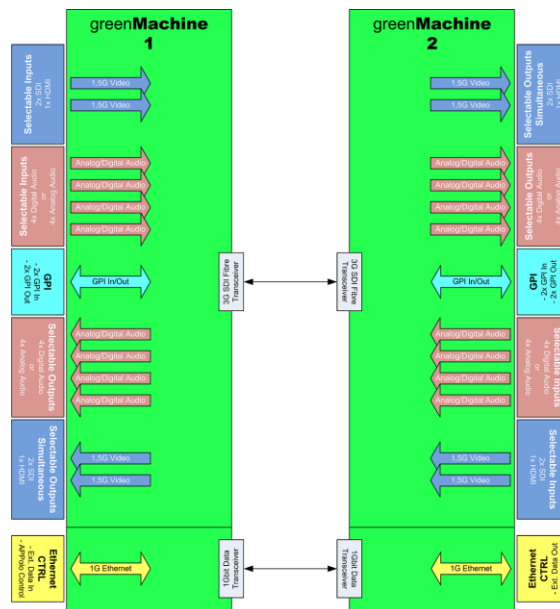 greenMachine
1
Selectable Inputs
2x SDI
1x HDMI
1,5G Video
1,5G Video
Selectable Inputs
4x Digital Audio
or
4x Analog Audio
Analog/Digital Audio
Analog/Digital Audio
Analog/Digital Audio
Analog/Digital Audio
GPI
- 2x GPI In
- 2x GPI Out
GPI In/Out
3G SDI Fibre
Transceiver
Selectable Outputs
4x Digital Audio
or
4x Analog Audio
Analog/Digital Audio
Analog/Digital Audio
Analog/Digital Audio
Analog/Digital Audio
Selectable Outputs
Simultaneous
2x SDI
1x HDMI
1,5G Video
1,5G Video
Ethernet
CTRL
- Ext. Data In
- APPolo Control
1G Ethernet
1Gbit Data
Transceiver
greenMachine
2
1,5G Video
1,5G Video
Selectable Outputs
Simultaneous
2x SDI
1x HDMI
Analog/Digital Audio
Analog/Digital Audio
Analog/Digital Audio
Analog/Digital Audio
Selectable Outputs
4x Digital Audio
or
4x Analog Audio
3G SDI Fibre
Transceiver
GPI In/Out
GPI
- 2x GPI In
- 2x GPI Out
Analog/Digital Audio
Analog/Digital Audio
Analog/Digital Audio
Analog/Digital Audio
Selectable Inputs
4x Digital Audio
or
4x Analog Audio
1,5G Video
1,5G Video
Selectable Inputs
2x SDI
1x HDMI
1Gbit Data
Transceiver
1G Ethernet
Ethernet
CTRL
- Ext. Data Out